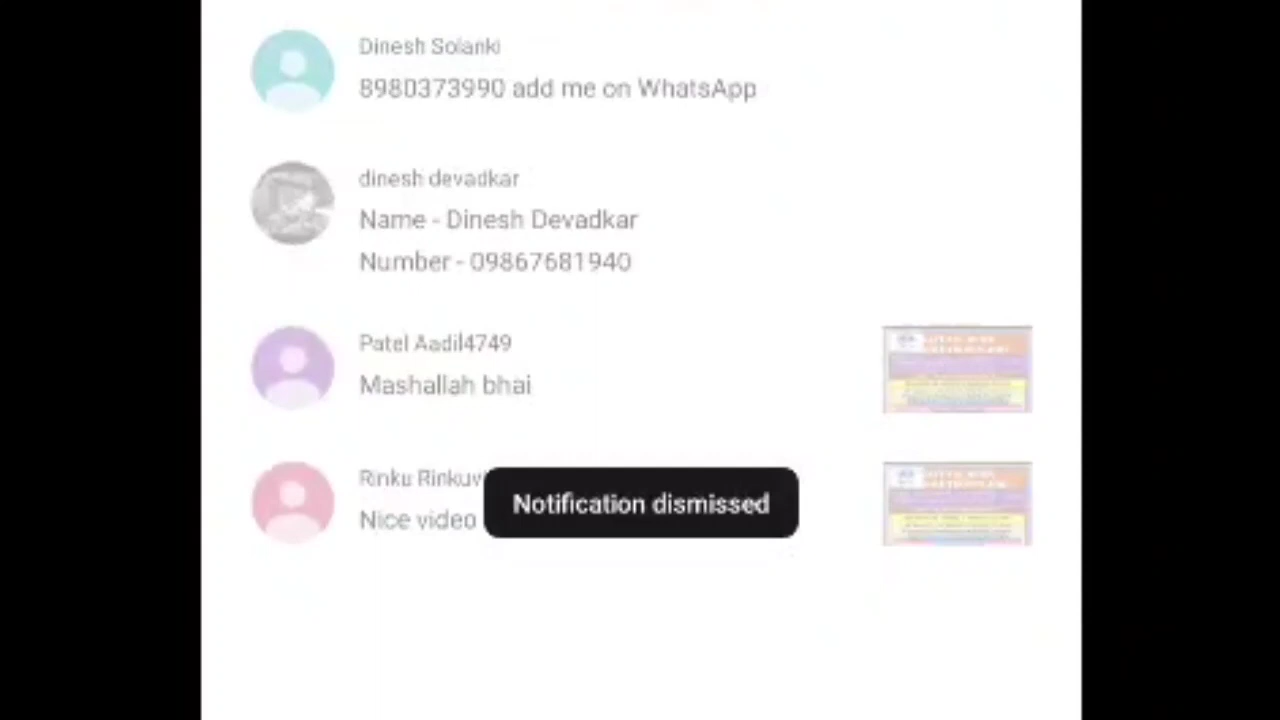 Dinesh Solanki
8980373990 add me on WhatsApp
dinesh devadkar
Name - Dinesh Devadkar
Number - 09867681940
Patel Aadil4749
Mashallah bhai
Rinku
Nice video
Notification dismissed